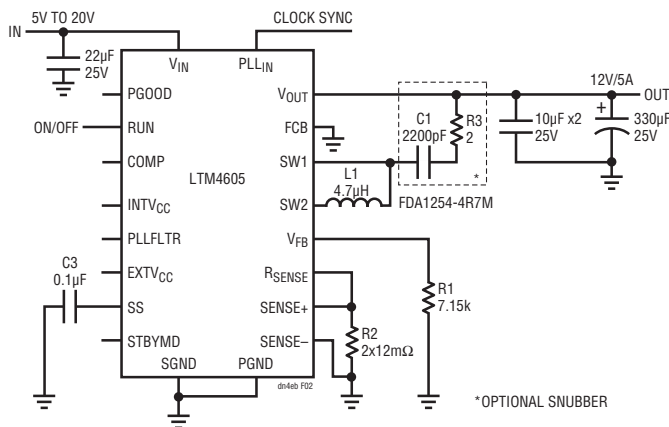 5V TO 20V
CLOCK SYNC
IN
22µF
25V
VIN
PLLIN
PGOOD
VOUT
12V/5A
OUT
C1
2200pF
R3
2
10µF x2
25V
+
330µF
25V
ON/OFF
RUN
FCB
COMP
SW1
LTM4605
L1
4.7µH
*
INTVCC
SW2
FDA1254-4R7M
PLLFLTR
VFB
C3
0.1µF
EXTVCC
RSENSE
R1
7.15k
SS
SENSE+
R2
2x12mΩ
STBYMD
SENSE–
SGND
PGND
dn4eb F02
*OPTIONAL SNUBBER